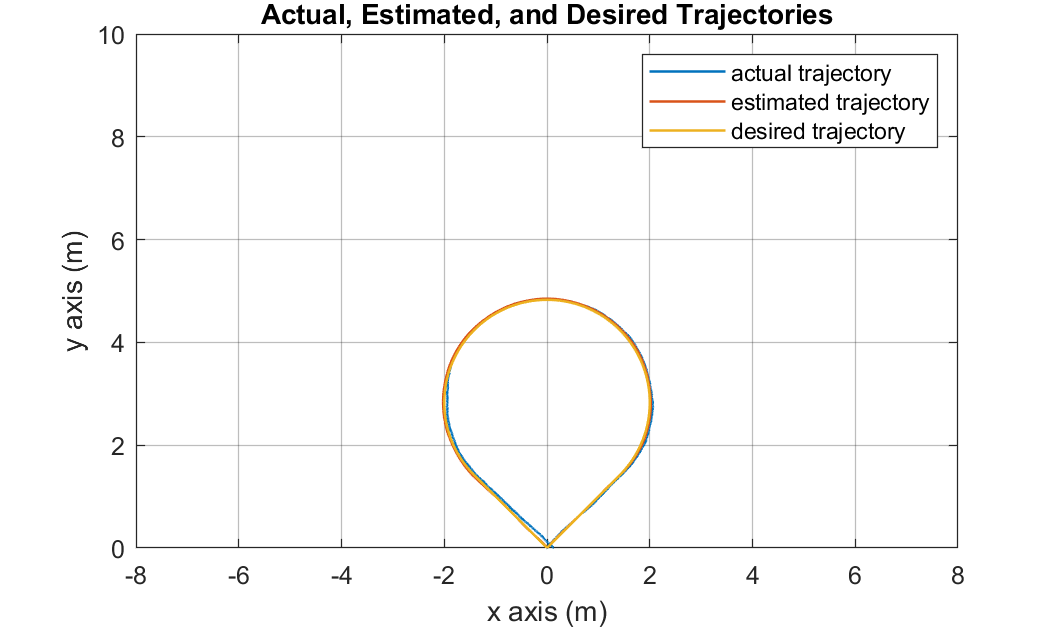 Actual, Estimated, and Desired Trajectories
actual trajectory
estimated trajectory
desired trajectory
10
8
6
4
2
0
y axis (m)
-8 -6 -4 -2 0 2 4 6 8
x axis (m)